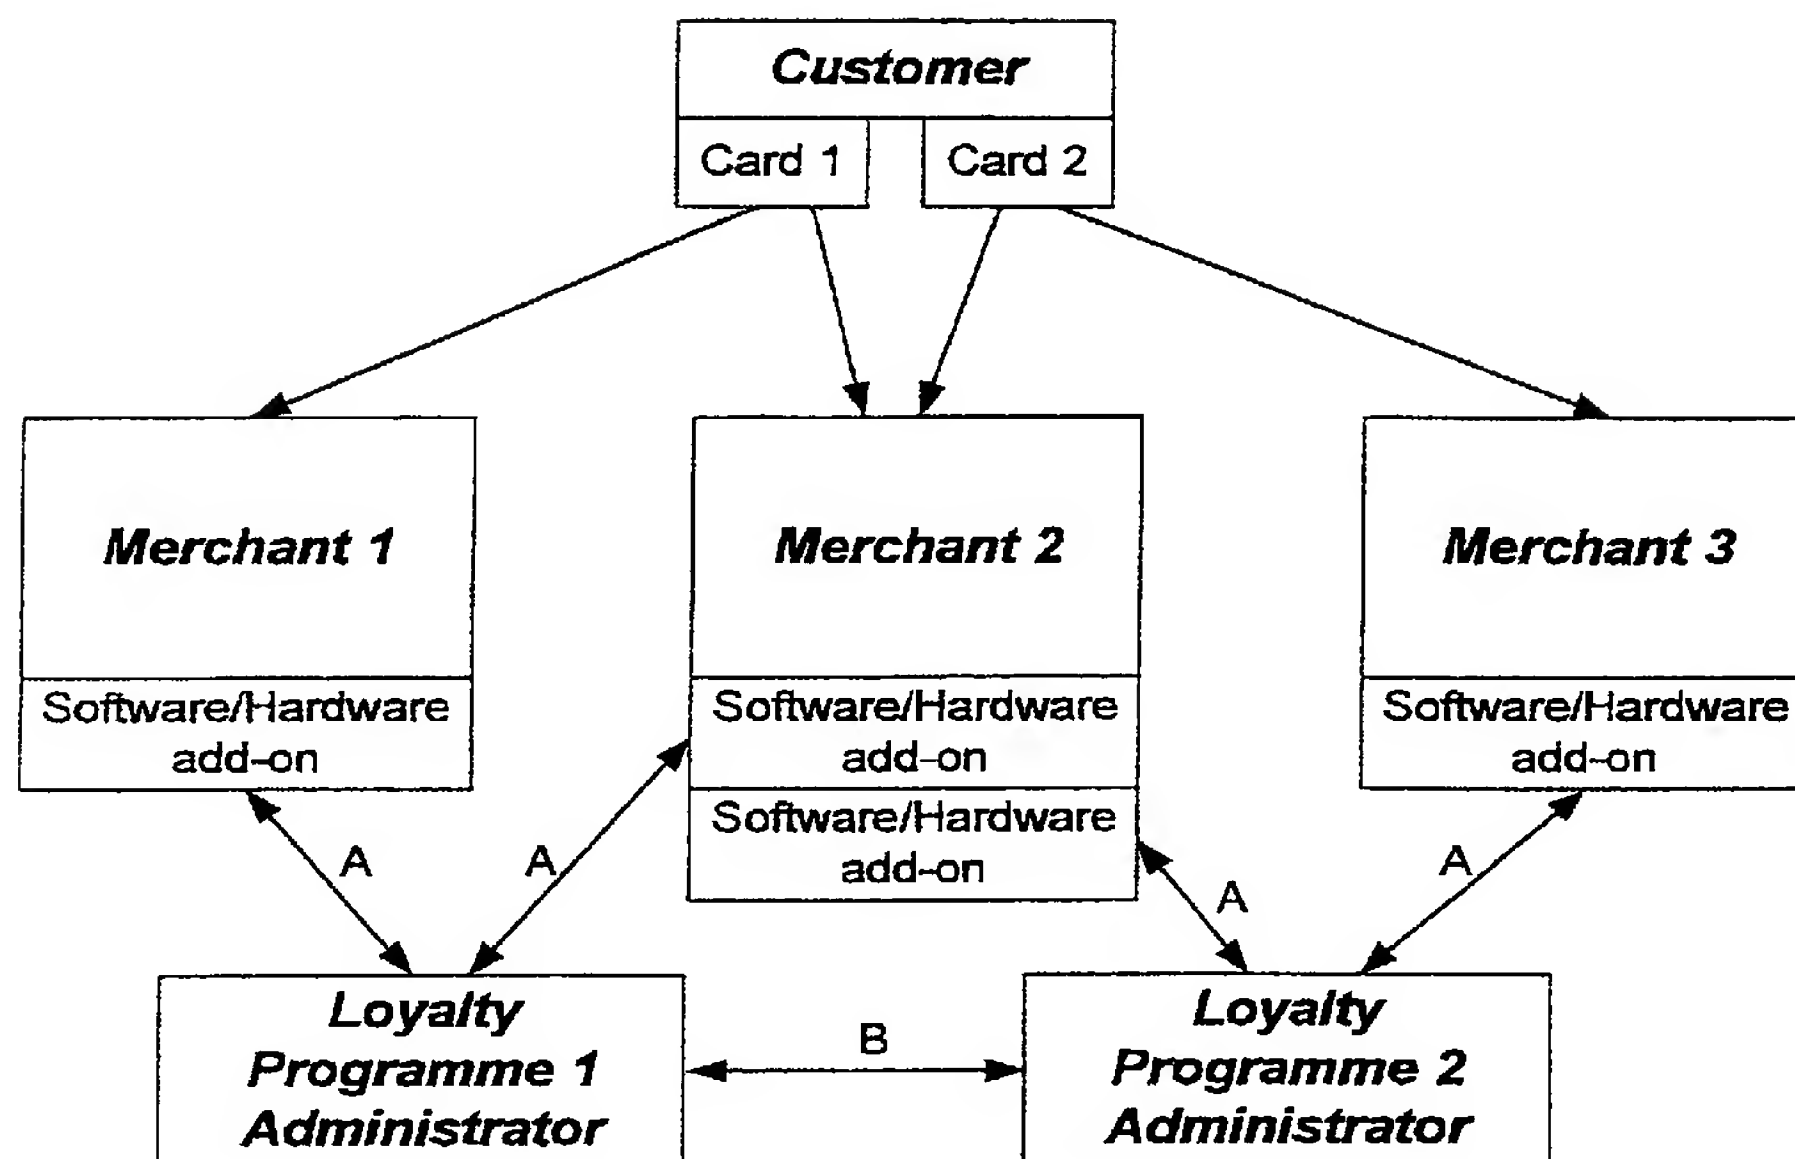 Customer
Card 1
Card 2
Merchant 1
Merchant 2
Merchant 3
Software/Hardware
add-on
Software/Hardware
add-on
Software/Hardware
add-on
Software/Hardware
add-on
A
A
A
A
Loyalty
Programme 1
Administrator
B
Loyalty
Programme 2
Administrator